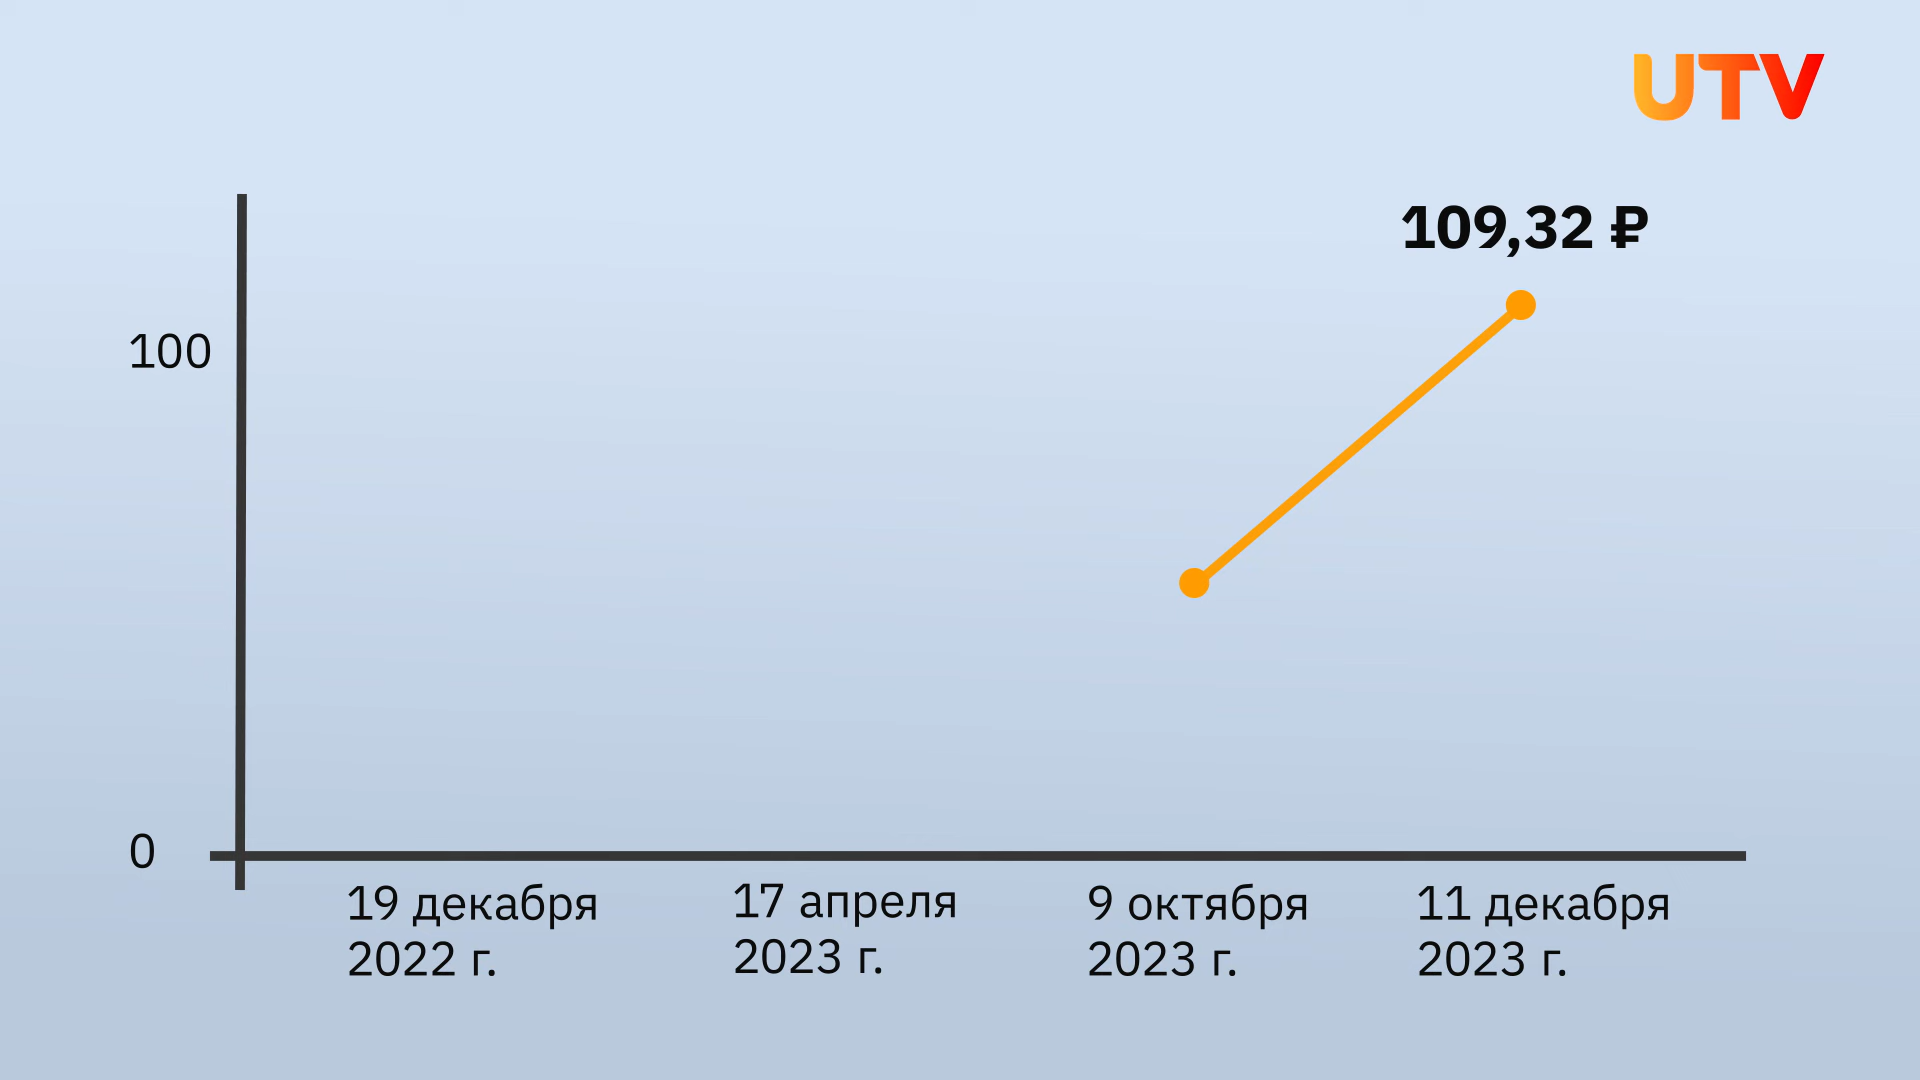 UTV
109,32 ₽
100
0
19 декабря
2022 г.
17 апреля
2023 г.
9 октября
2023 г.
11 декабря
2023 г.